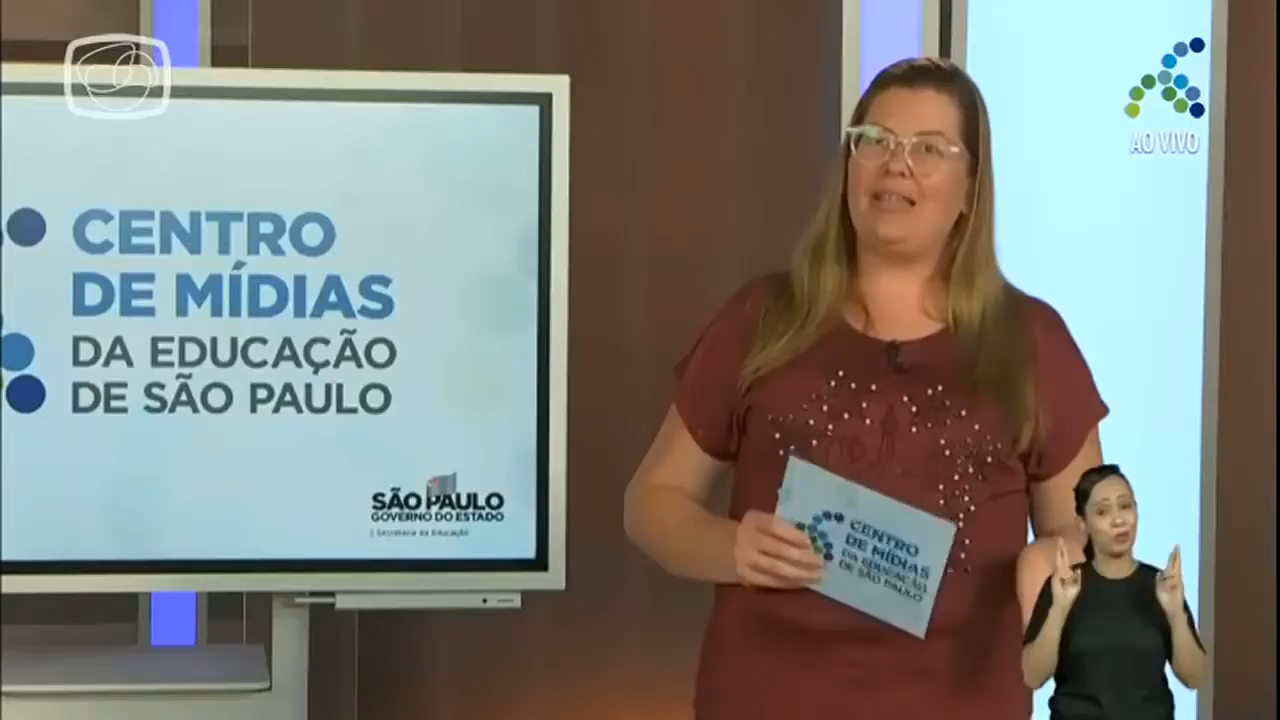 CENTRO
DE MÍDIAS
DA EDUCAÇÃO
DE SÃO PAULO
SÃO PAULO
GOVERNO DO ESTADO
Secretaria da Educação
AO VIVO
CENTRO
DE MÍDIAS
DA EDUCAÇÃO
DE SÃO PAULO